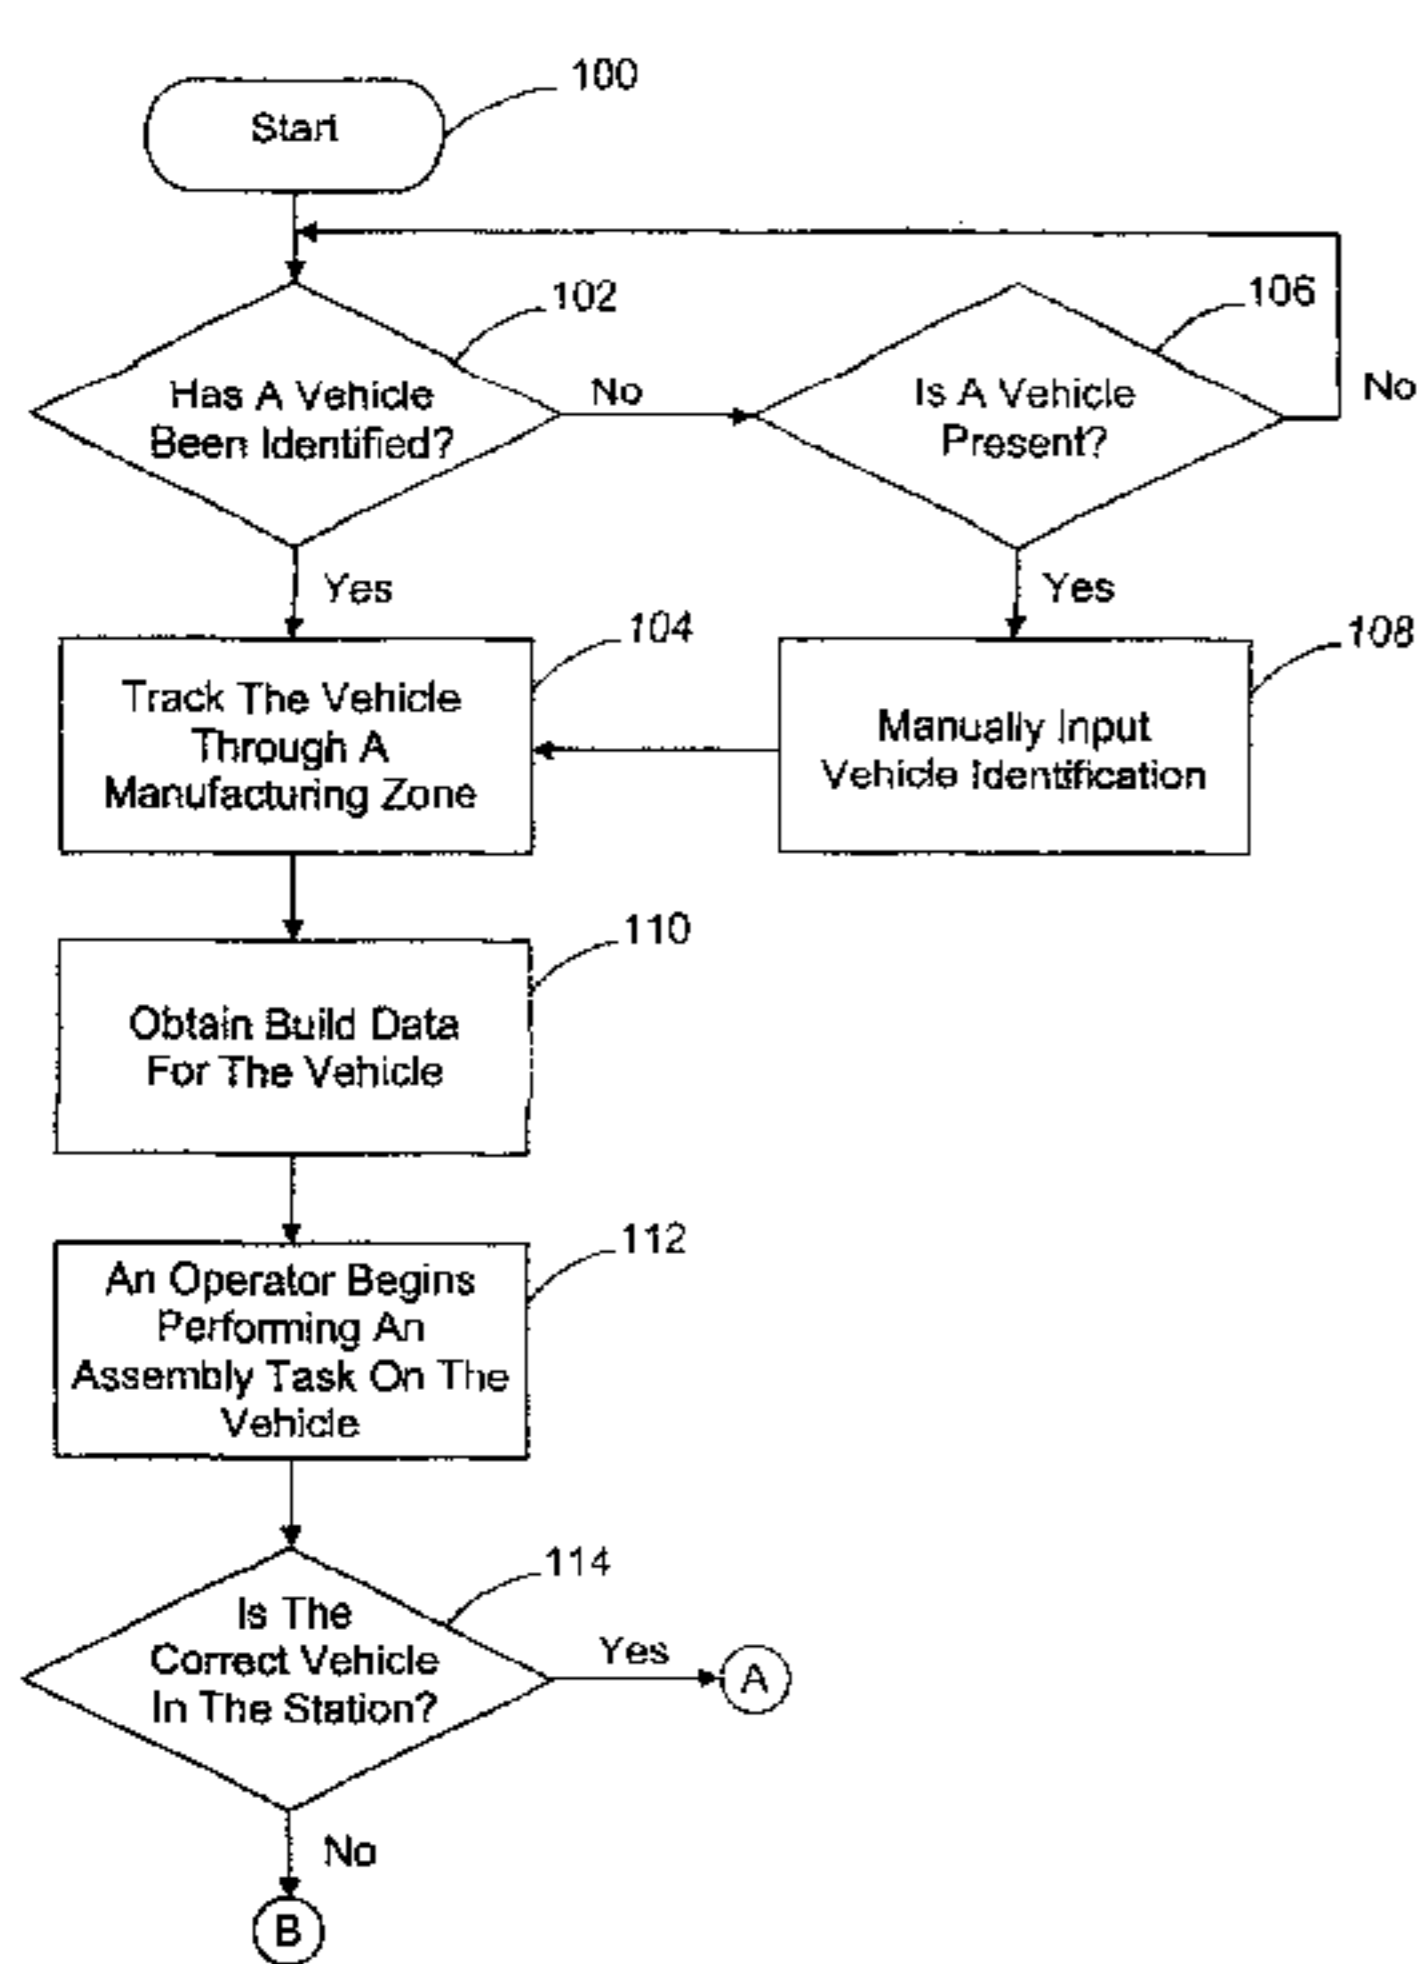 100
Start
102
Has A Vehicle
Been Identified?
No
106
Is A Vehicle
Present?
No
Yes
Yes
104
Track The Vehicle
Through A
Manufacturing Zone
108
Manually Input
Vehicle Identification
110
Obtain Build Data
For The Vehicle
112
An Operator Begins
Performing An
Assembly Task On The
Vehicle
114
Is The
Correct Vehicle
In The Station?
Yes
A
No
B